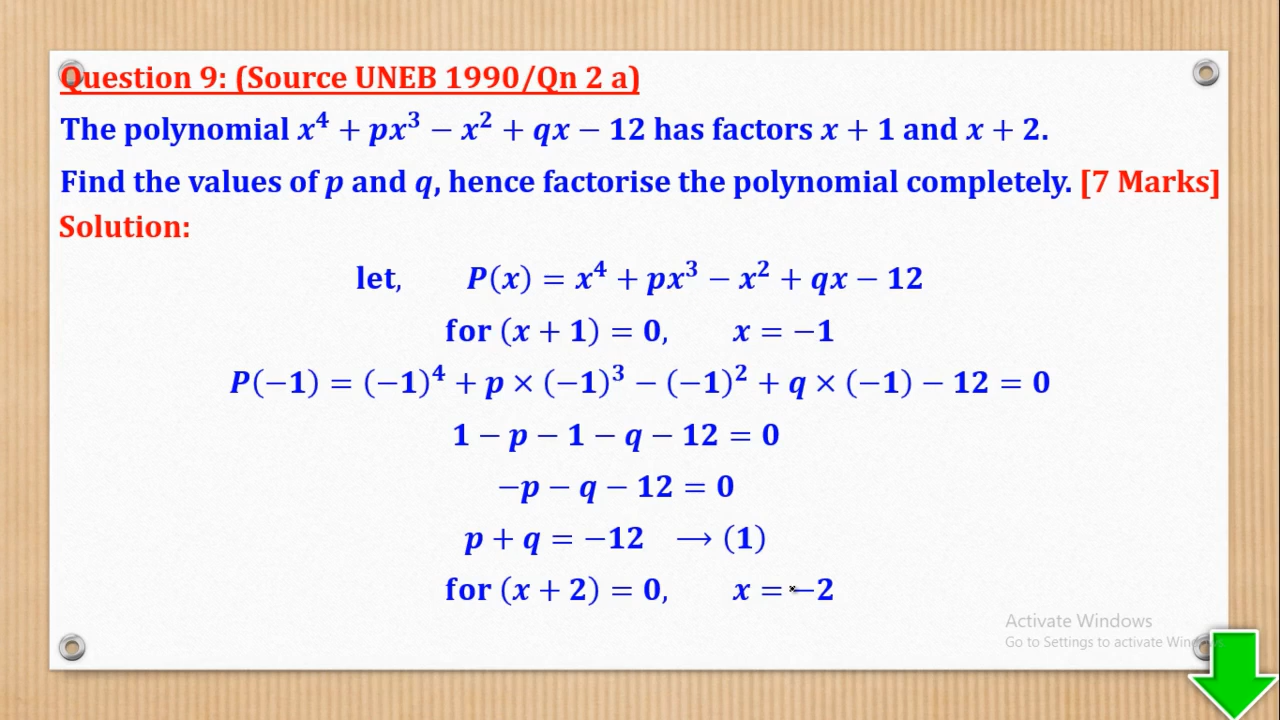 Question 9: (Source UNEB 1990/Qn 2 a)
The polynomial x⁴ + px³ − x² + qx − 12 has factors x + 1 and x + 2.
Find the values of p and q, hence factorise the polynomial completely. [7 Marks]
Solution:
let, P(x) = x⁴ + px³ − x² + qx − 12
for (x + 1) = 0, x = −1
P(−1) = (−1)⁴ + p × (−1)³ − (−1)² + q × (−1) − 12 = 0
1 − p − 1 − q − 12 = 0
−p − q − 12 = 0
p + q = −12 ⟶ (1)
for (x + 2) = 0, x = −2
Activate Windows
Go to Settings to activate Windows